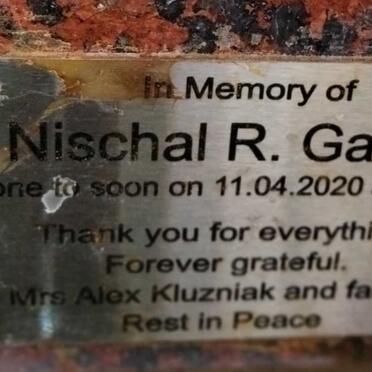 In Memory of
Nischal R. Ga
one to soon on 11.04.2020
Thank you for everythi
Forever grateful.
Mrs Alex Kluzniak and fa
Rest in Peace